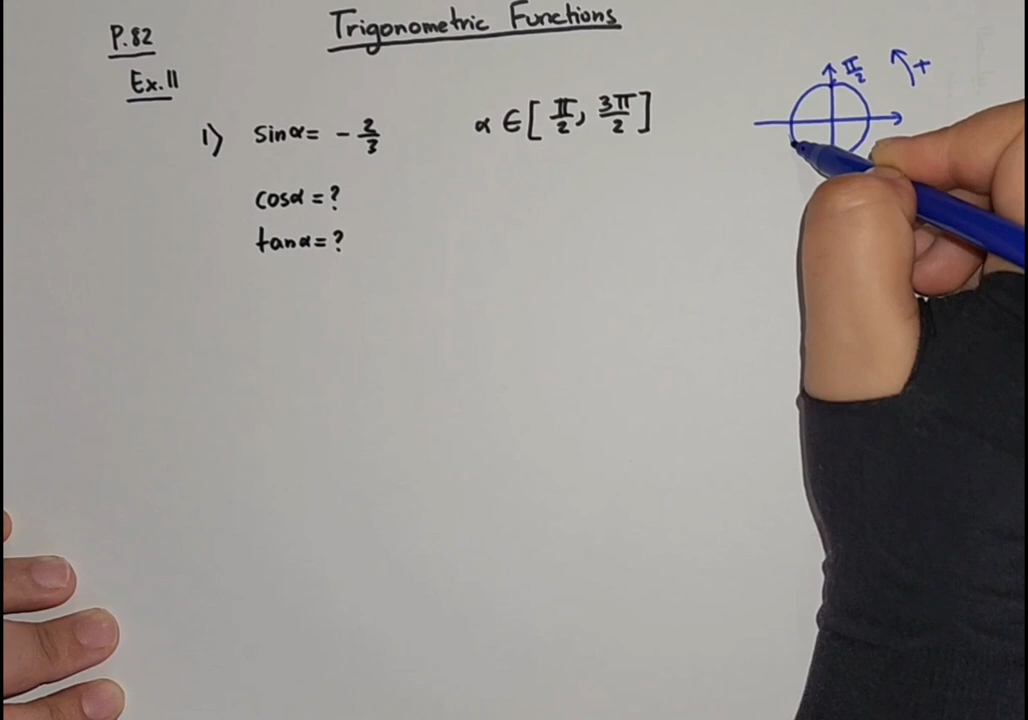 Trigonometric Functions
P.82
Ex.11
1) sinα = - 2/3    α ∈ [π/2, 3π/2]
cosα = ?
tanα = ?
π/2
+